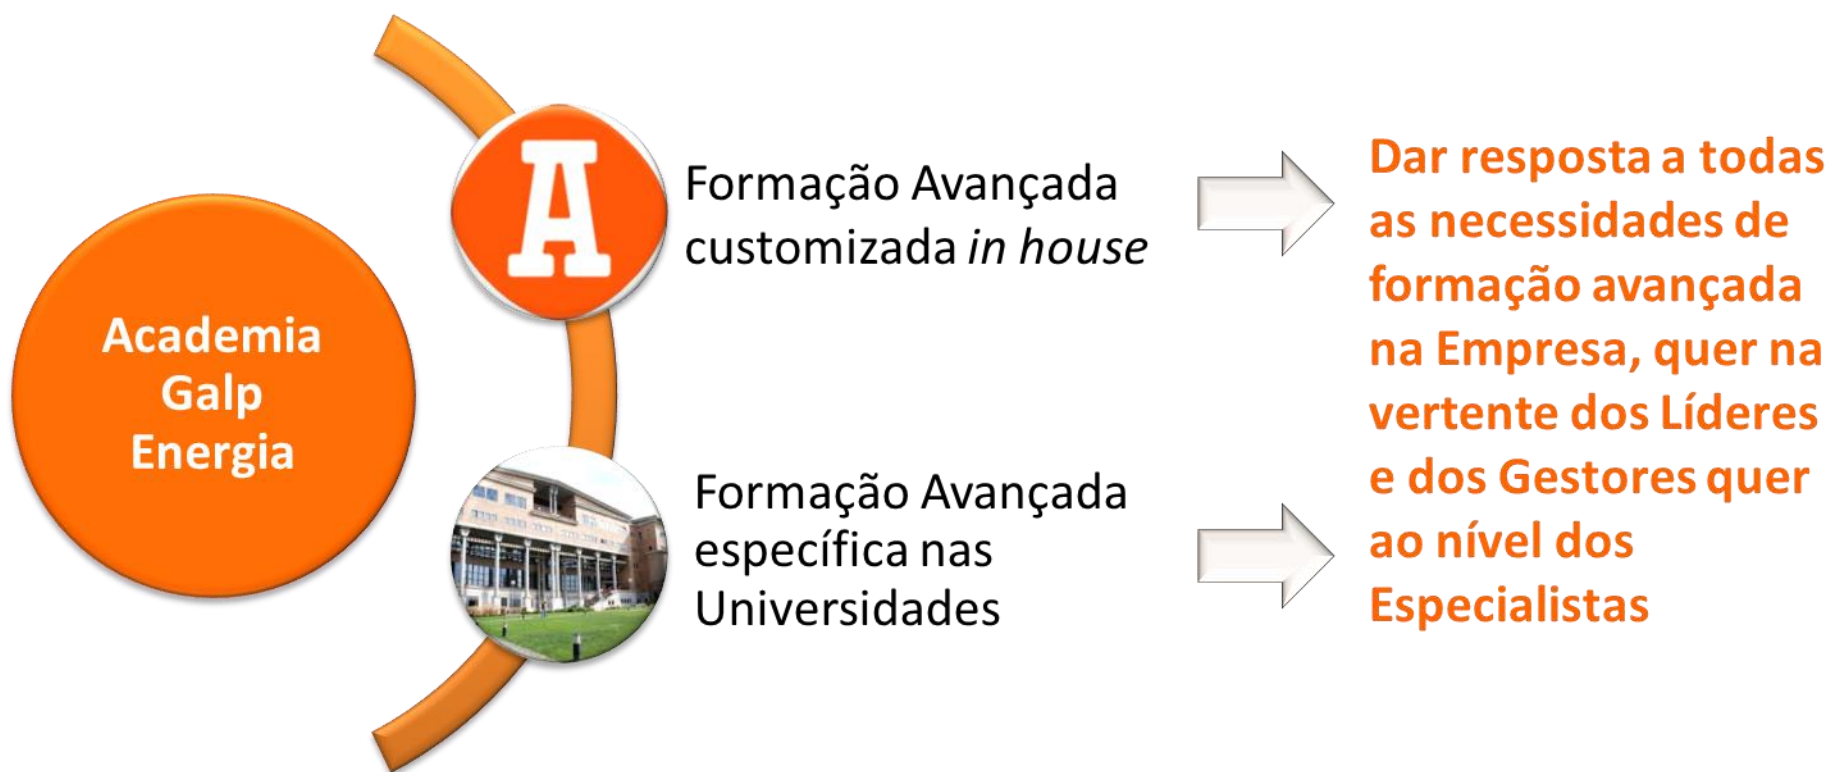 Academia
Galp
Energia
A
Formação Avançada
customizada in house
Formação Avançada
específica nas
Universidades
Dar resposta a todas
as necessidades de
formação avançada
na Empresa, quer na
vertente dos Líderes
e dos Gestores quer
ao nível dos
Especialistas